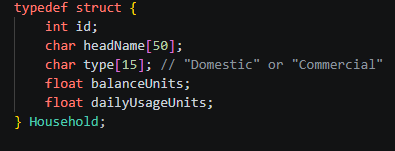 typedef struct {
    int id;
    char headName[50];
    char type[15]; // "Domestic" or "Commercial"
    float balanceUnits;
    float dailyUsageUnits;
} Household;